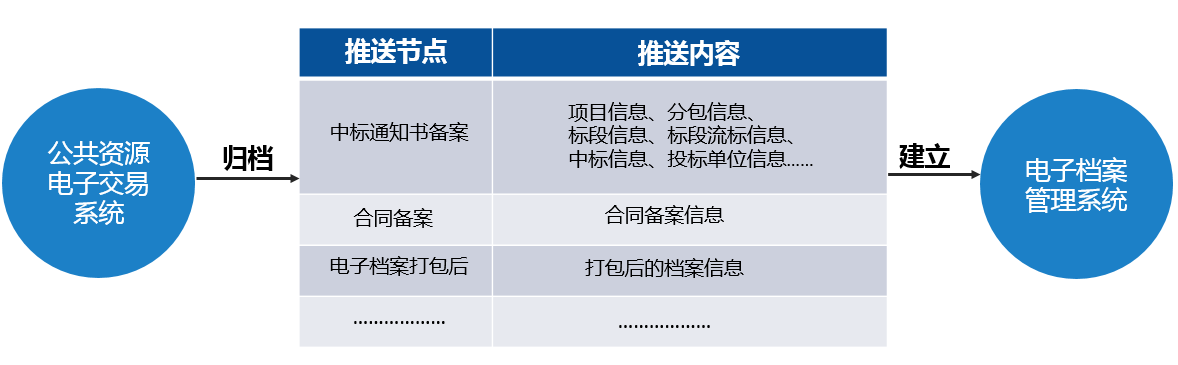 推送节点 推送内容
公共资源
电子交易
系统
归档
中标通知书备案
项目信息、分包信息、
标段信息、标段流标信息、
中标信息、投标单位信息......
合同备案 合同备案信息
电子档案打包后 打包后的档案信息
.................. ..................
建立
电子档案
管理系统